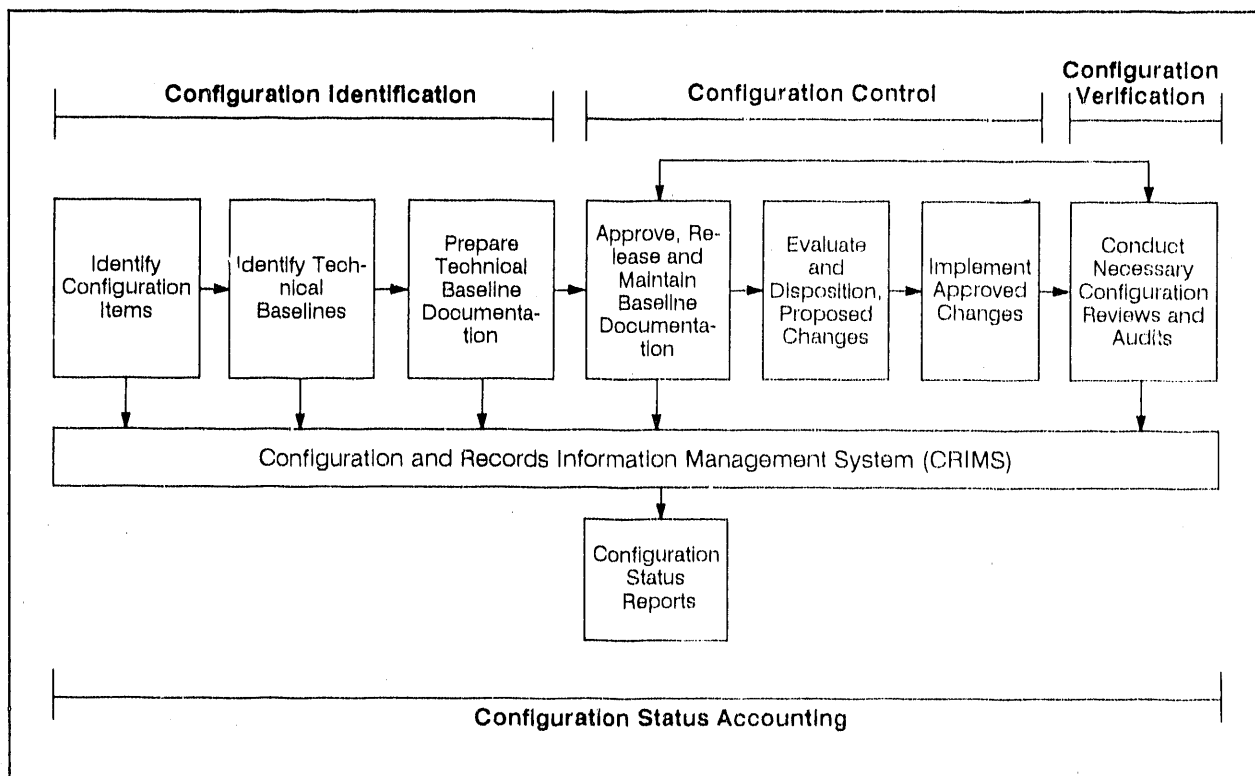 Configuration Identification
Configuration Control
Configuration
Verification
Identify
Configuration
Items
Identify Tech-
nical
Baselines
Prepare
Technical
Baseline
Documenta-
tion
Approve, Re-
lease and
Maintain
Baseline
Documenta-
tion
Evaluate
and
Disposition,
Proposed
Changes
Implement
Approved
Changes
Conduct
Necessary
Configuration
Reviews and
Audits
Configuration and Records Information Management System (CRIMS)
Configuration
Status
Reports
Configuration Status Accounting